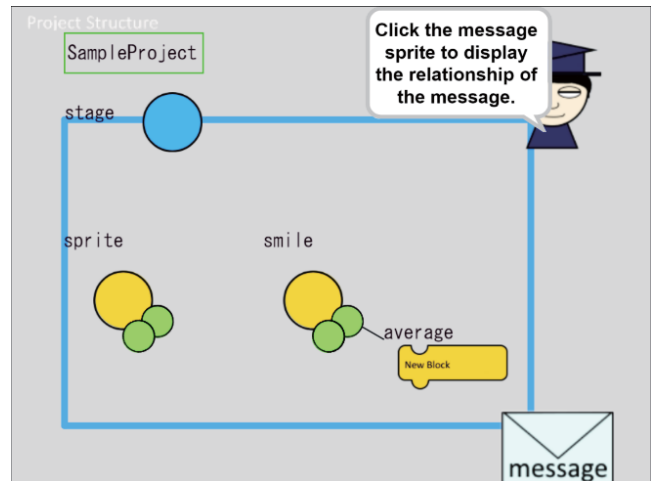 Project Structure
SampleProject
Click the message
sprite to display
the relationship of
the message.
stage
sprite
smile
average
New Block
message